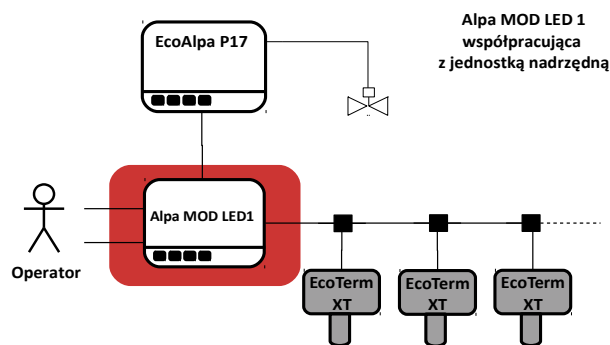 EcoAlpa P17
Alpa MOD LED 1
współpracująca
z jednostką nadrzędną
Alpa MOD LED1
Operator
EcoTerm
XT
EcoTerm
XT
EcoTerm
XT